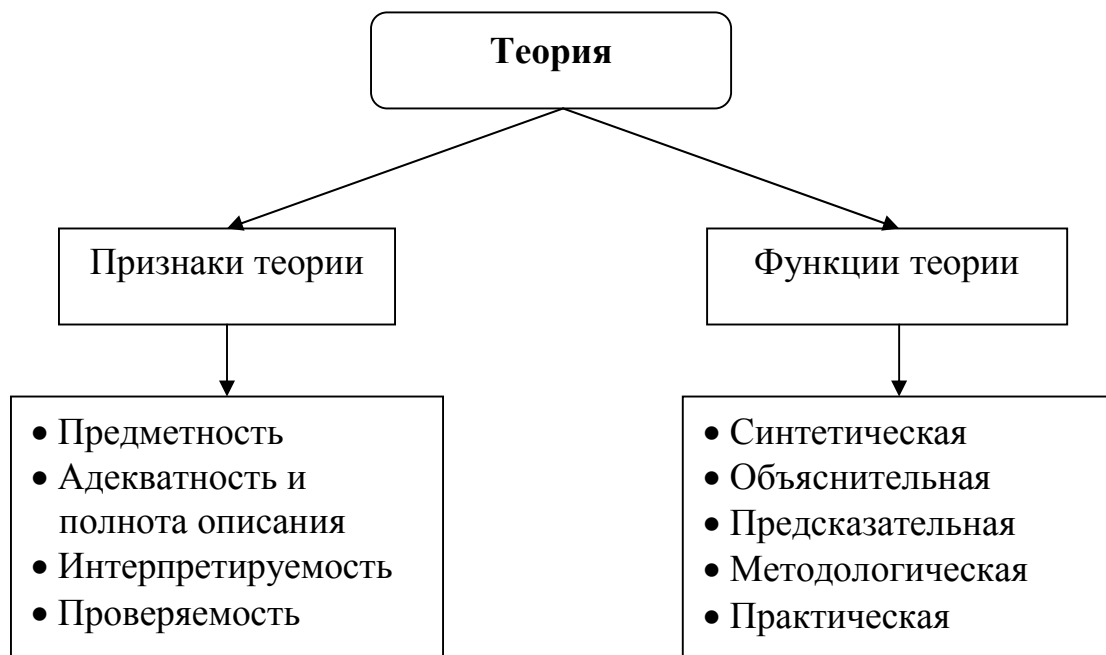 Теория
Признаки теории
Функции теории
• Предметность
• Адекватность и
полнота описания
• Интерпретируемость
• Проверяемость
• Синтетическая
• Объяснительная
• Предсказательная
• Методологическая
• Практическая